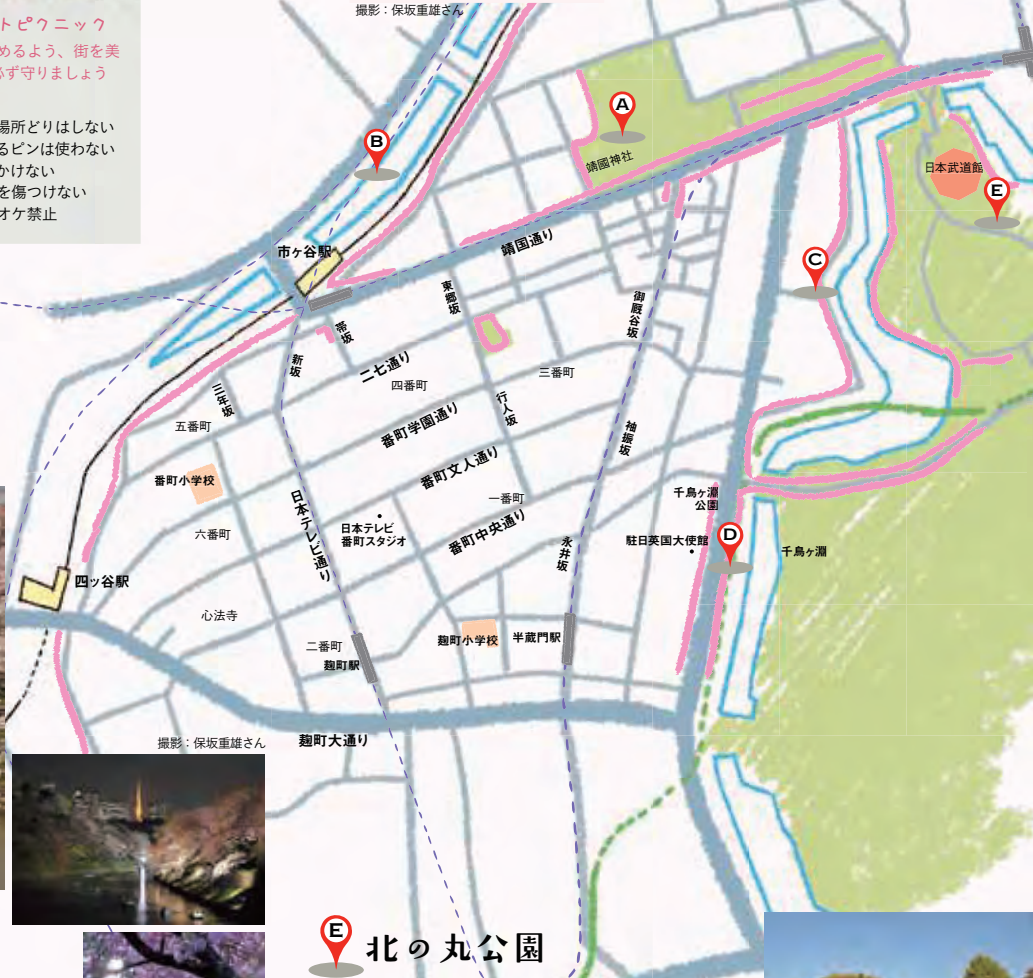 トピクニック
めるよう、街を美
必ず守りましょう
場所どりはしない
るピンは使わない
かけない
を傷つけない
オケ禁止
撮影：保坂重雄さん
A
靖國神社
B
日本武道館
E
市ヶ谷駅
靖国通り
C
東郷坂
御厩谷坂
帯坂
新坂
二七通り
四番町
三番町
三年坂
五番町
番町学園通り
行人坂
袖振坂
番町小学校
番町文人通り
一番町
千鳥ヶ淵
公園
日本テレビ通り
日本テレビ
番町スタジオ
六番町
番町中央通り
永井坂
駐日英国大使館
D
千鳥ヶ淵
四ッ谷駅
心法寺
二番町
麹町駅
麹町小学校
半蔵門駅
麹町大通り
撮影：保坂重雄さん
E
北の丸公園